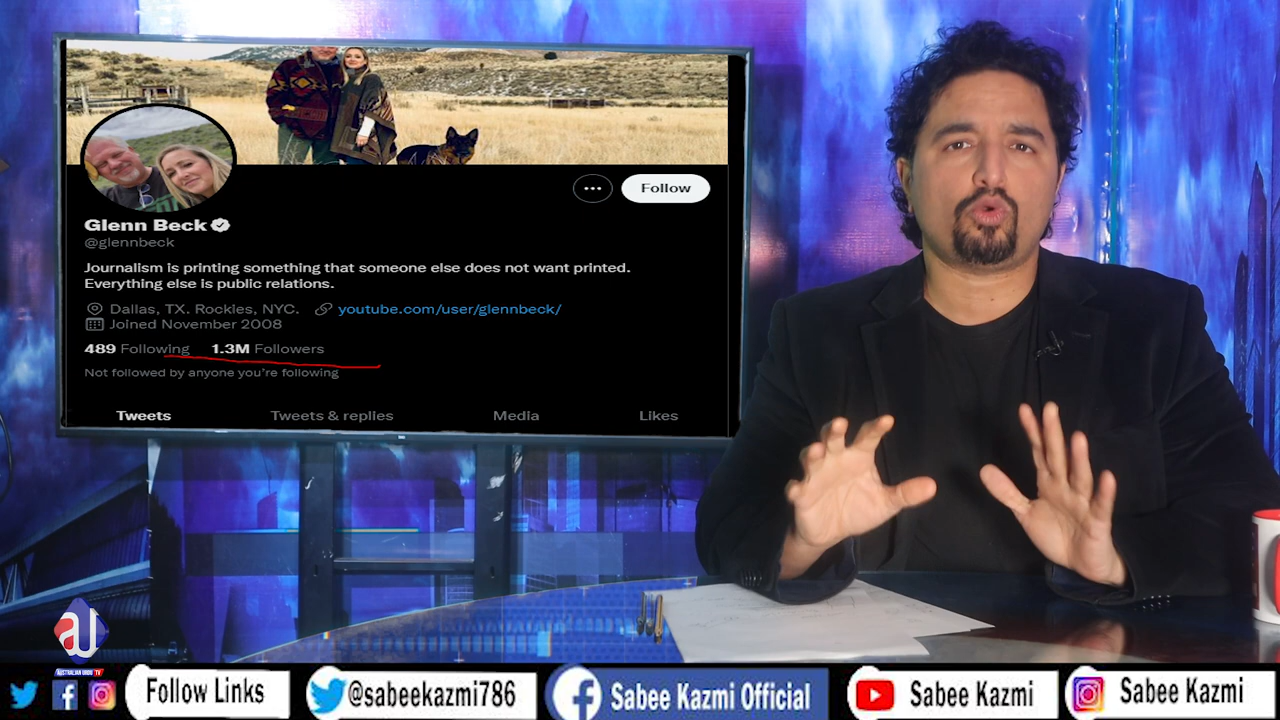 Follow
Glenn Beck
@glennbeck
Journalism is printing something that someone else does not want printed.
Everything else is public relations.
Dallas, TX. Rockies, NYC. youtube.com/user/glennbeck/
Joined November 2008
489 Following 1.3M Followers
Not followed by anyone you're following
Tweets Tweets & replies Media Likes
AUSTRALIAN URDU TV
Follow Links @sabeekazmi786 Sabee Kazmi Official Sabee Kazmi Sabee Kazmi